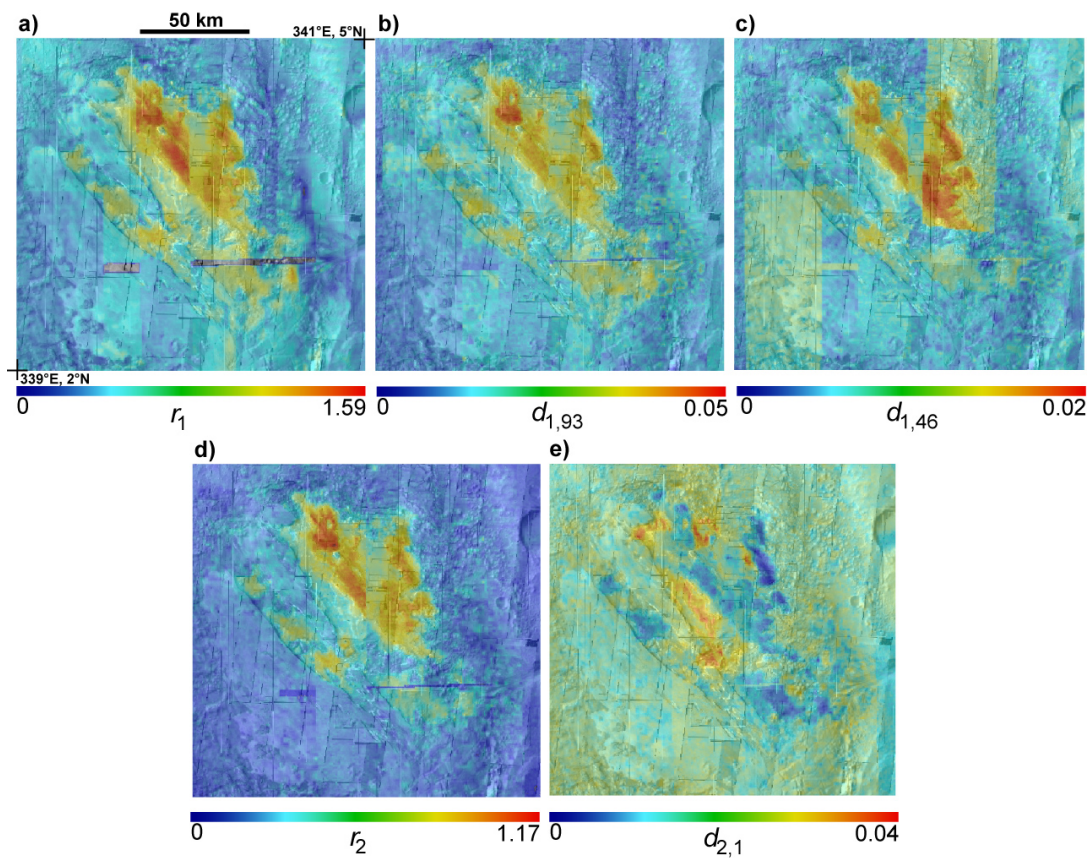 a)
50 km
341°E, 5°N
b)
c)
339°E, 2°N
0 r1 1.59
0 d1,93 0.05
0 d1,46 0.02
d)
e)
0 r2 1.17
0 d2,1 0.04